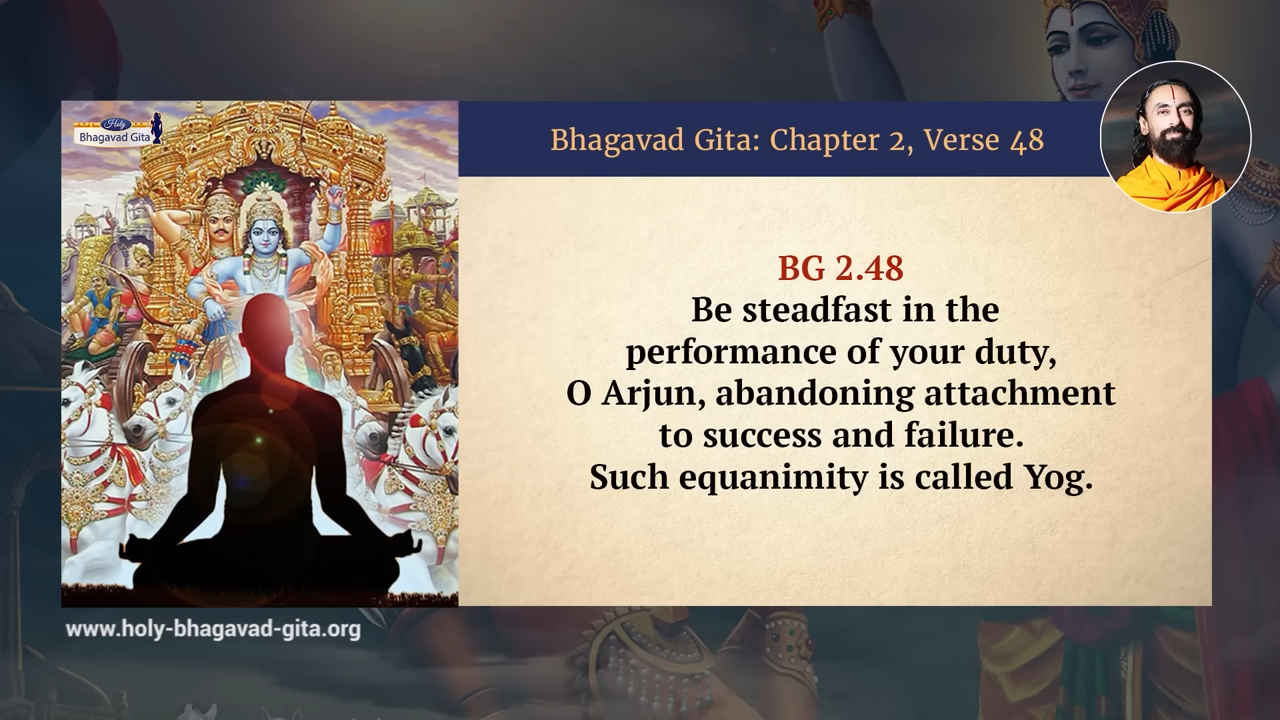 Holy
Bhagavad Gita
Bhagavad Gita: Chapter 2, Verse 48
BG 2.48
Be steadfast in the
performance of your duty,
O Arjun, abandoning attachment
to success and failure.
Such equanimity is called Yog.
www.holy-bhagavad-gita.org